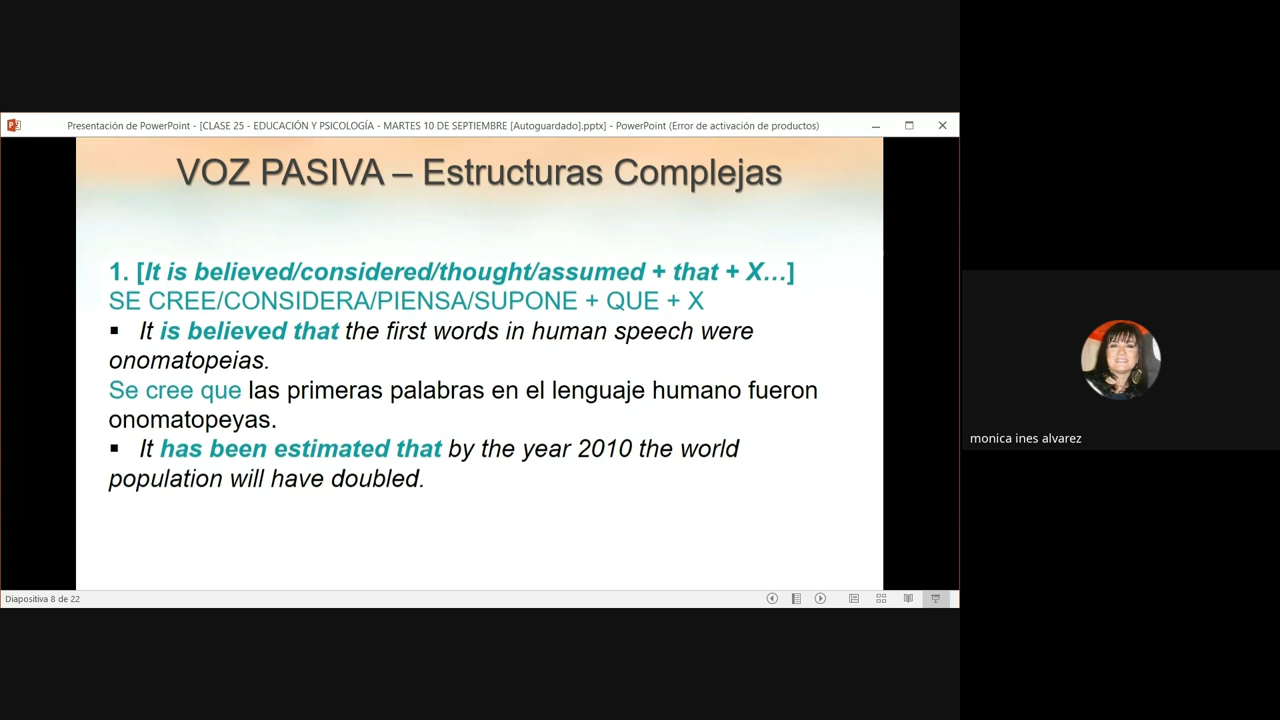 Presentación de PowerPoint - [CLASE 25 - EDUCACIÓN Y PSICOLOGÍA - MARTES 10 DE SEPTIEMBRE [Autoguardado].pptx] - PowerPoint (Error de activación de productos)
VOZ PASIVA – Estructuras Complejas
1. [It is believed/considered/thought/assumed + that + X...]
SE CREE/CONSIDERA/PIENSA/SUPONE + QUE + X
▪ It is believed that the first words in human speech were
onomatopeias.
Se cree que las primeras palabras en el lenguaje humano fueron
onomatopeyas.
▪ It has been estimated that by the year 2010 the world
population will have doubled.
monica ines alvarez
Diapositiva 8 de 22